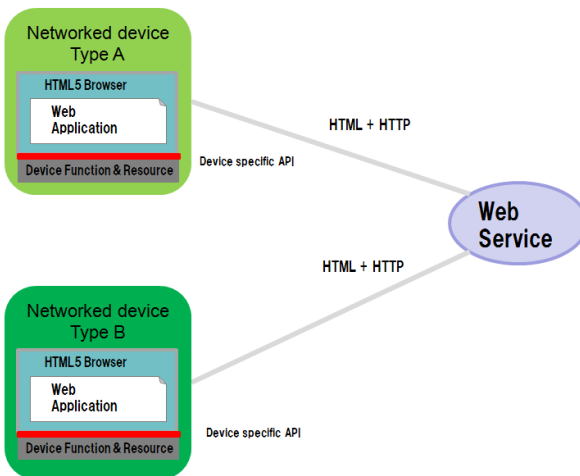 Networked device
Type A
HTML5 Browser
Web
Application
Device Function & Resource
Device specific API
HTML + HTTP
Web
Service
HTML + HTTP
Networked device
Type B
HTML5 Browser
Web
Application
Device Function & Resource
Device specific API